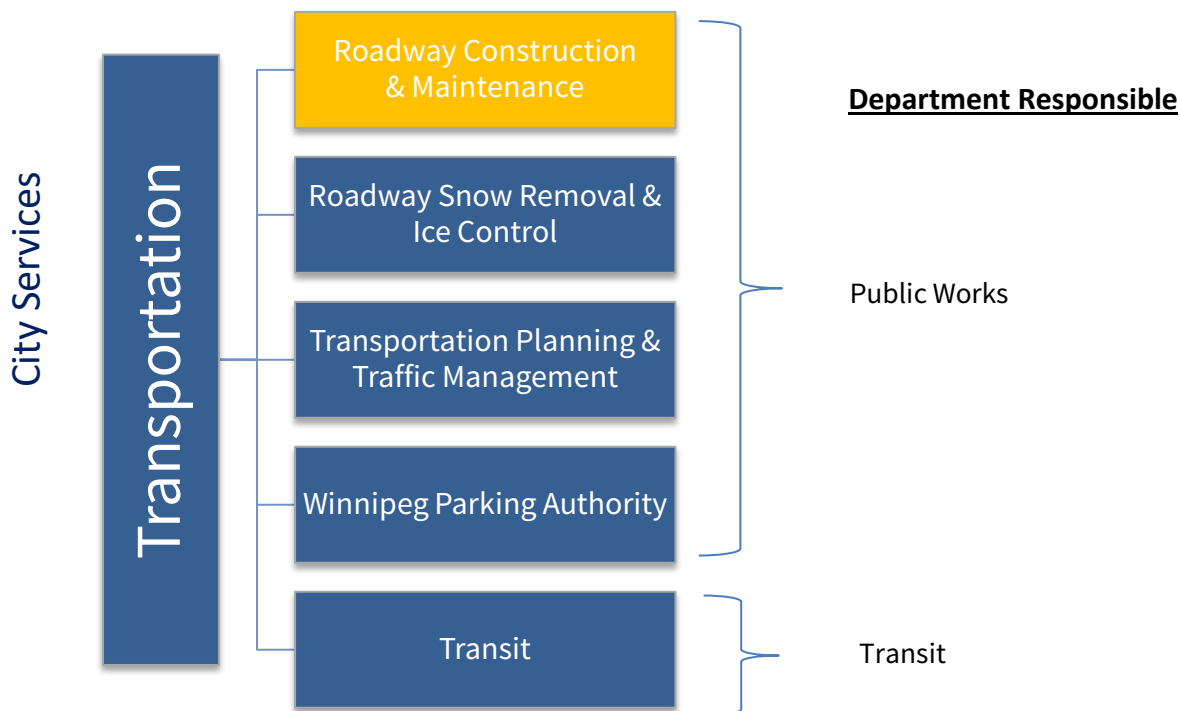 City Services
Transportation
Roadway Construction
& Maintenance
Roadway Snow Removal &
Ice Control
Transportation Planning &
Traffic Management
Winnipeg Parking Authority
Transit
Department Responsible
Public Works
Transit